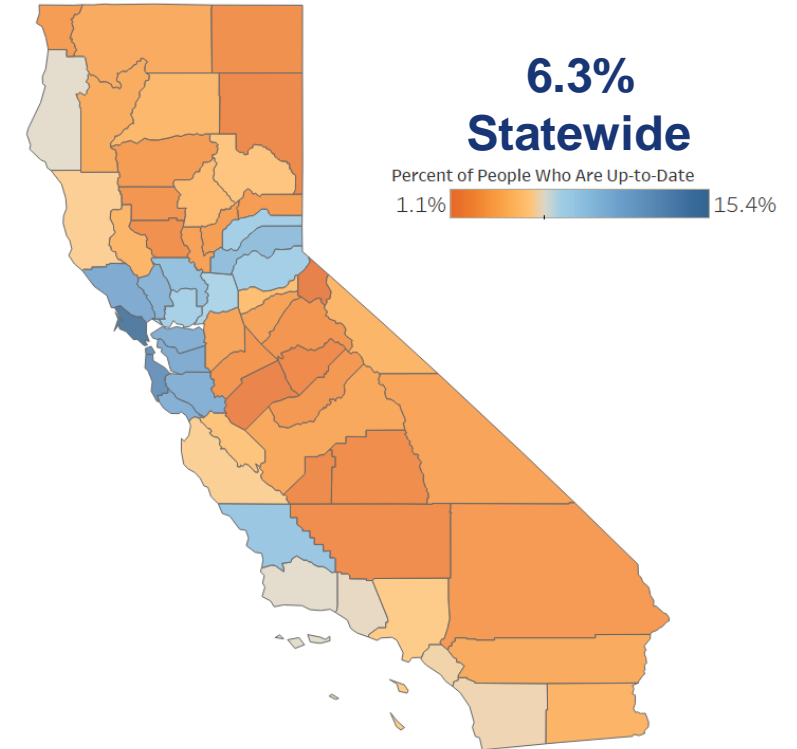 6.3%
Statewide
Percent of People Who Are Up-to-Date
1.1%
15.4%